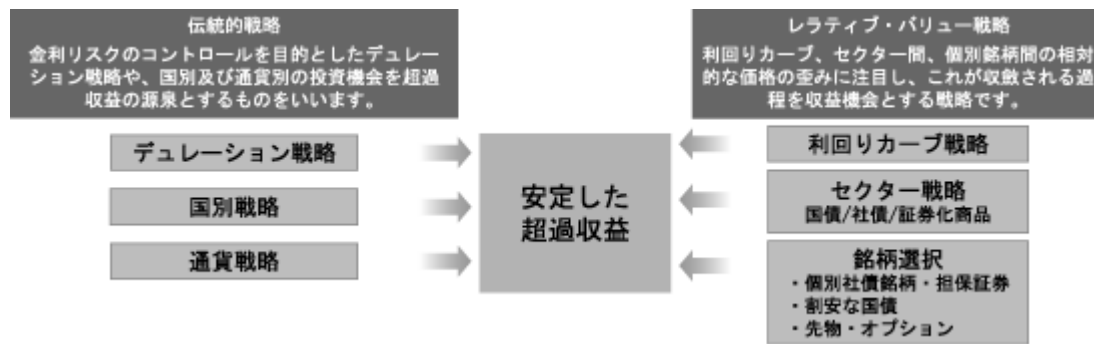 伝統的戦略
金利リスクのコントロールを目的としたデュレー
ション戦略や、国別及び通貨別の投資機会を超過
収益の源泉とするものをいいます。
デュレーション戦略
国別戦略
通貨戦略
安定した
超過収益
レラティブ・バリュー戦略
利回りカーブ、セクター間、個別銘柄間の相対
的な価格の歪みに注目し、これが収斂される過
程を収益機会とする戦略です。
利回りカーブ戦略
セクター戦略
国債/社債/証券化商品
銘柄選択
・個別社債銘柄・担保証券
・割安な国債
・先物・オプション